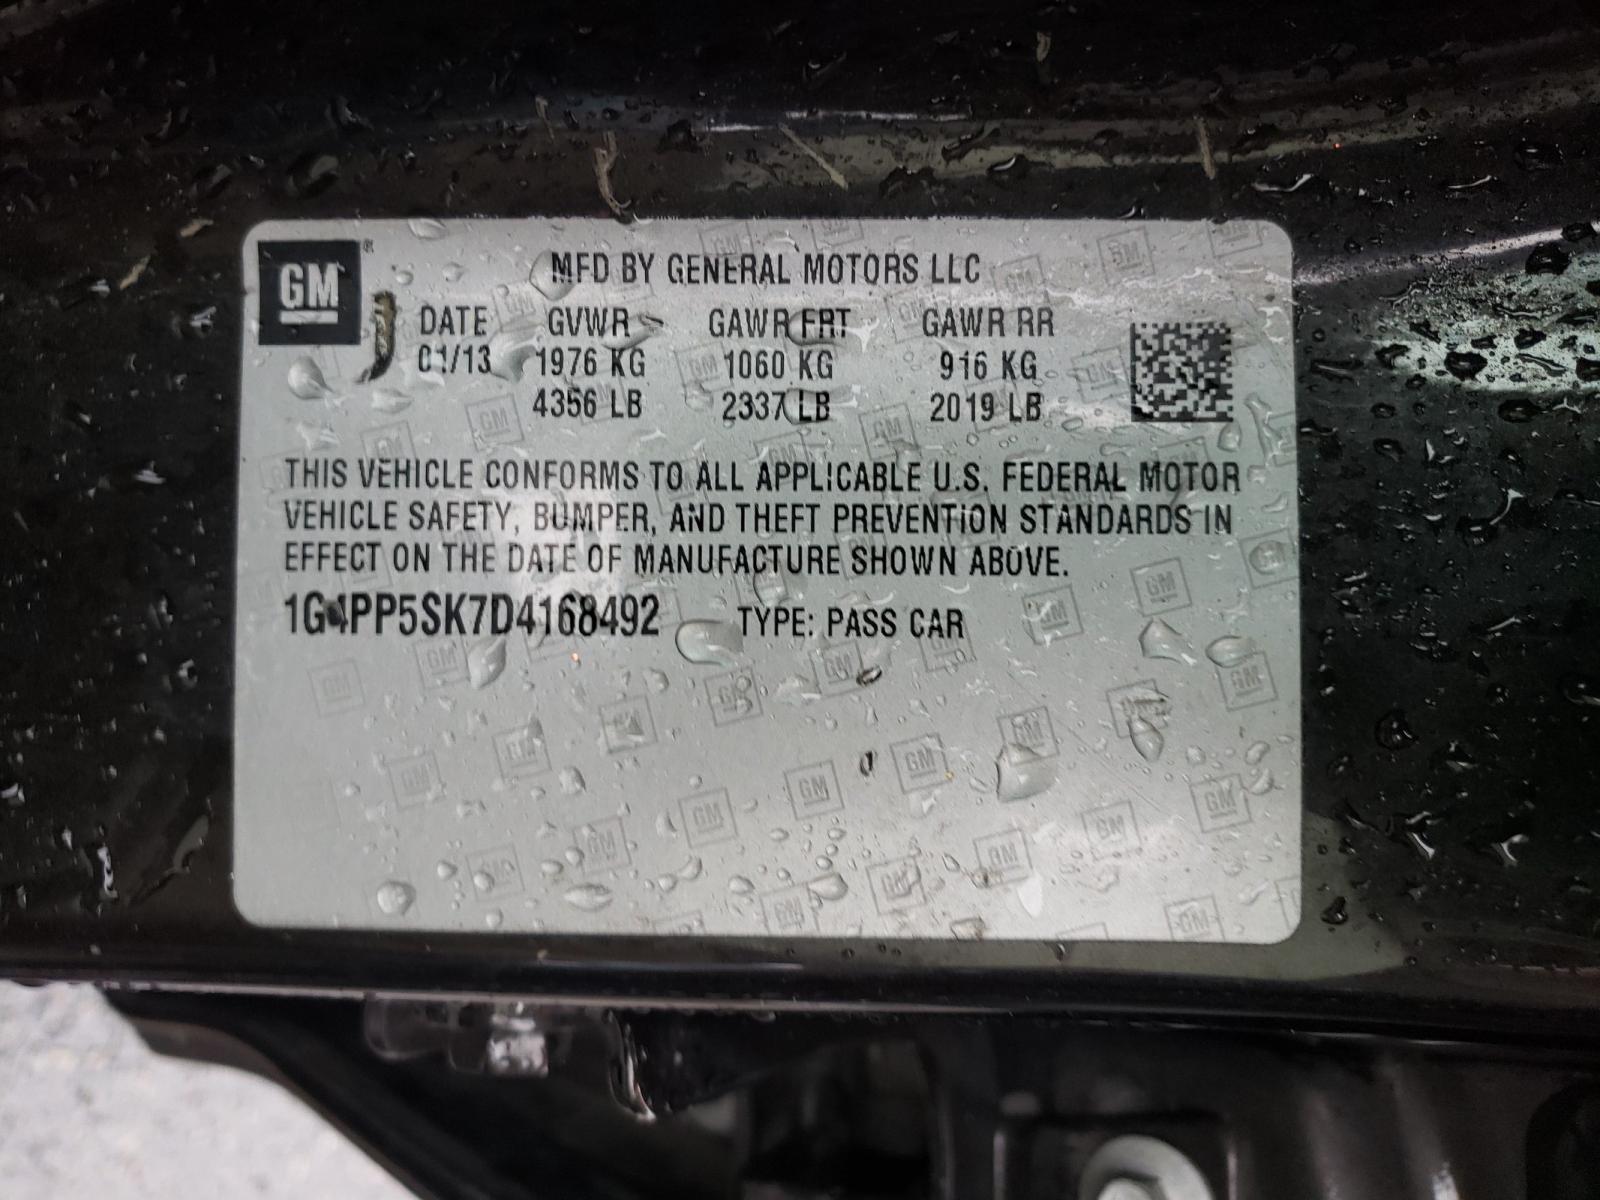 GM®
MFD BY GENERAL MOTORS LLC
DATE GVWR GAWR FRT GAWR RR
01/13 1976 KG 1060 KG 916 KG
4356 LB 2337 LB 2019 LB
THIS VEHICLE CONFORMS TO ALL APPLICABLE U.S. FEDERAL MOTOR
VEHICLE SAFETY, BUMPER, AND THEFT PREVENTION STANDARDS IN
EFFECT ON THE DATE OF MANUFACTURE SHOWN ABOVE.
1G4PP5SK7D4168492 TYPE: PASS CAR